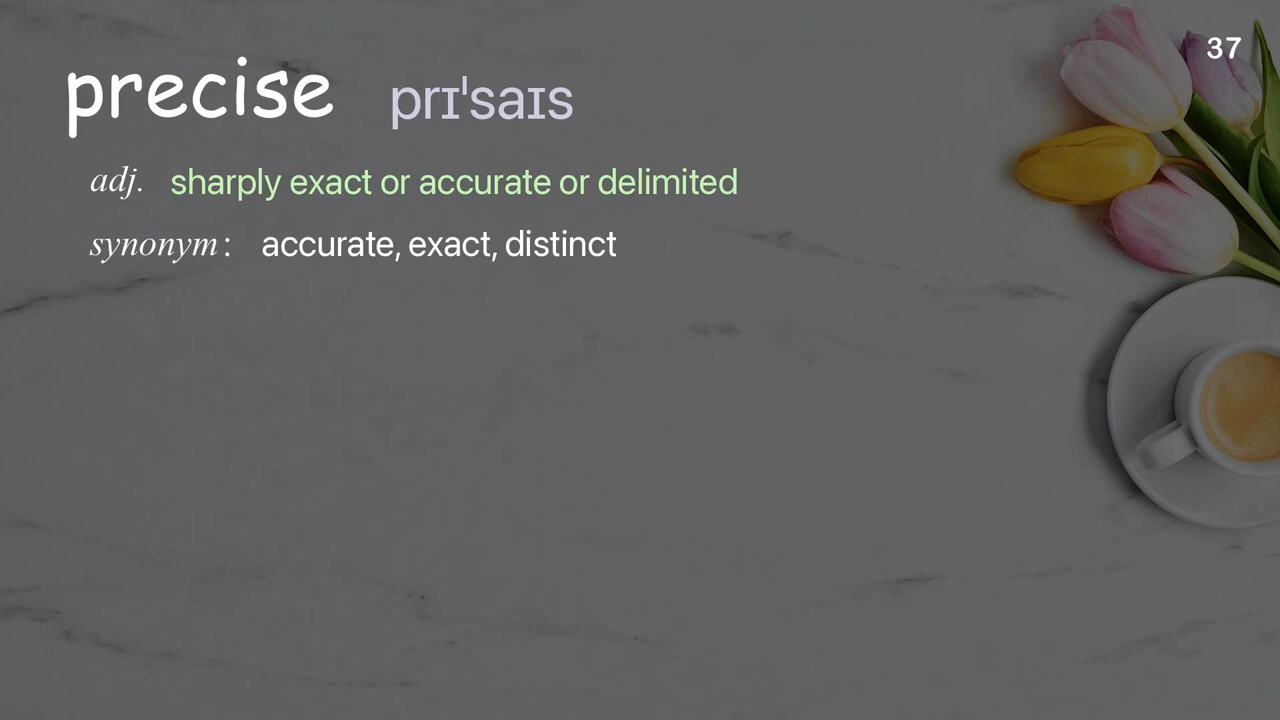 37
precise prɪˈsaɪs
adj. sharply exact or accurate or delimited
synonym: accurate, exact, distinct